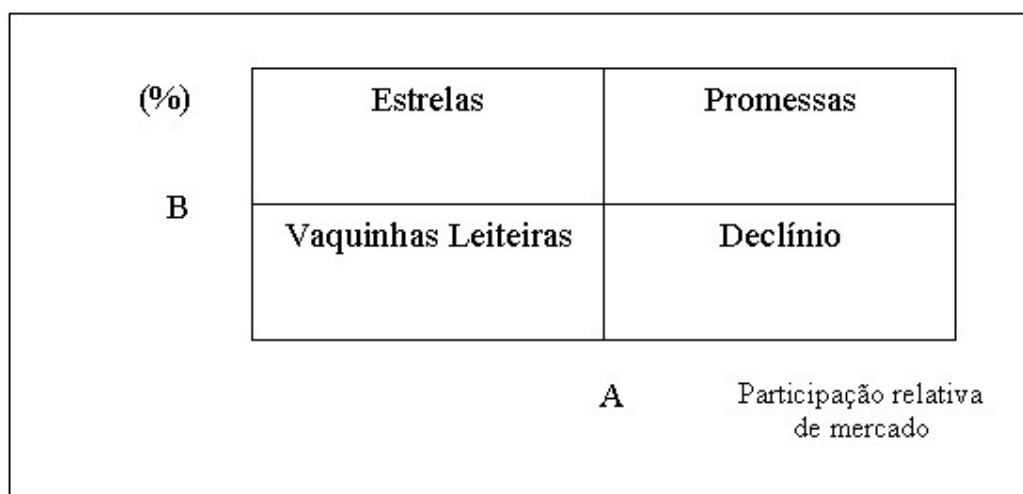 (%)
Estrelas
Promessas
B
Vaquinhas Leiteiras
Declínio
A
Participação relativa
de mercado